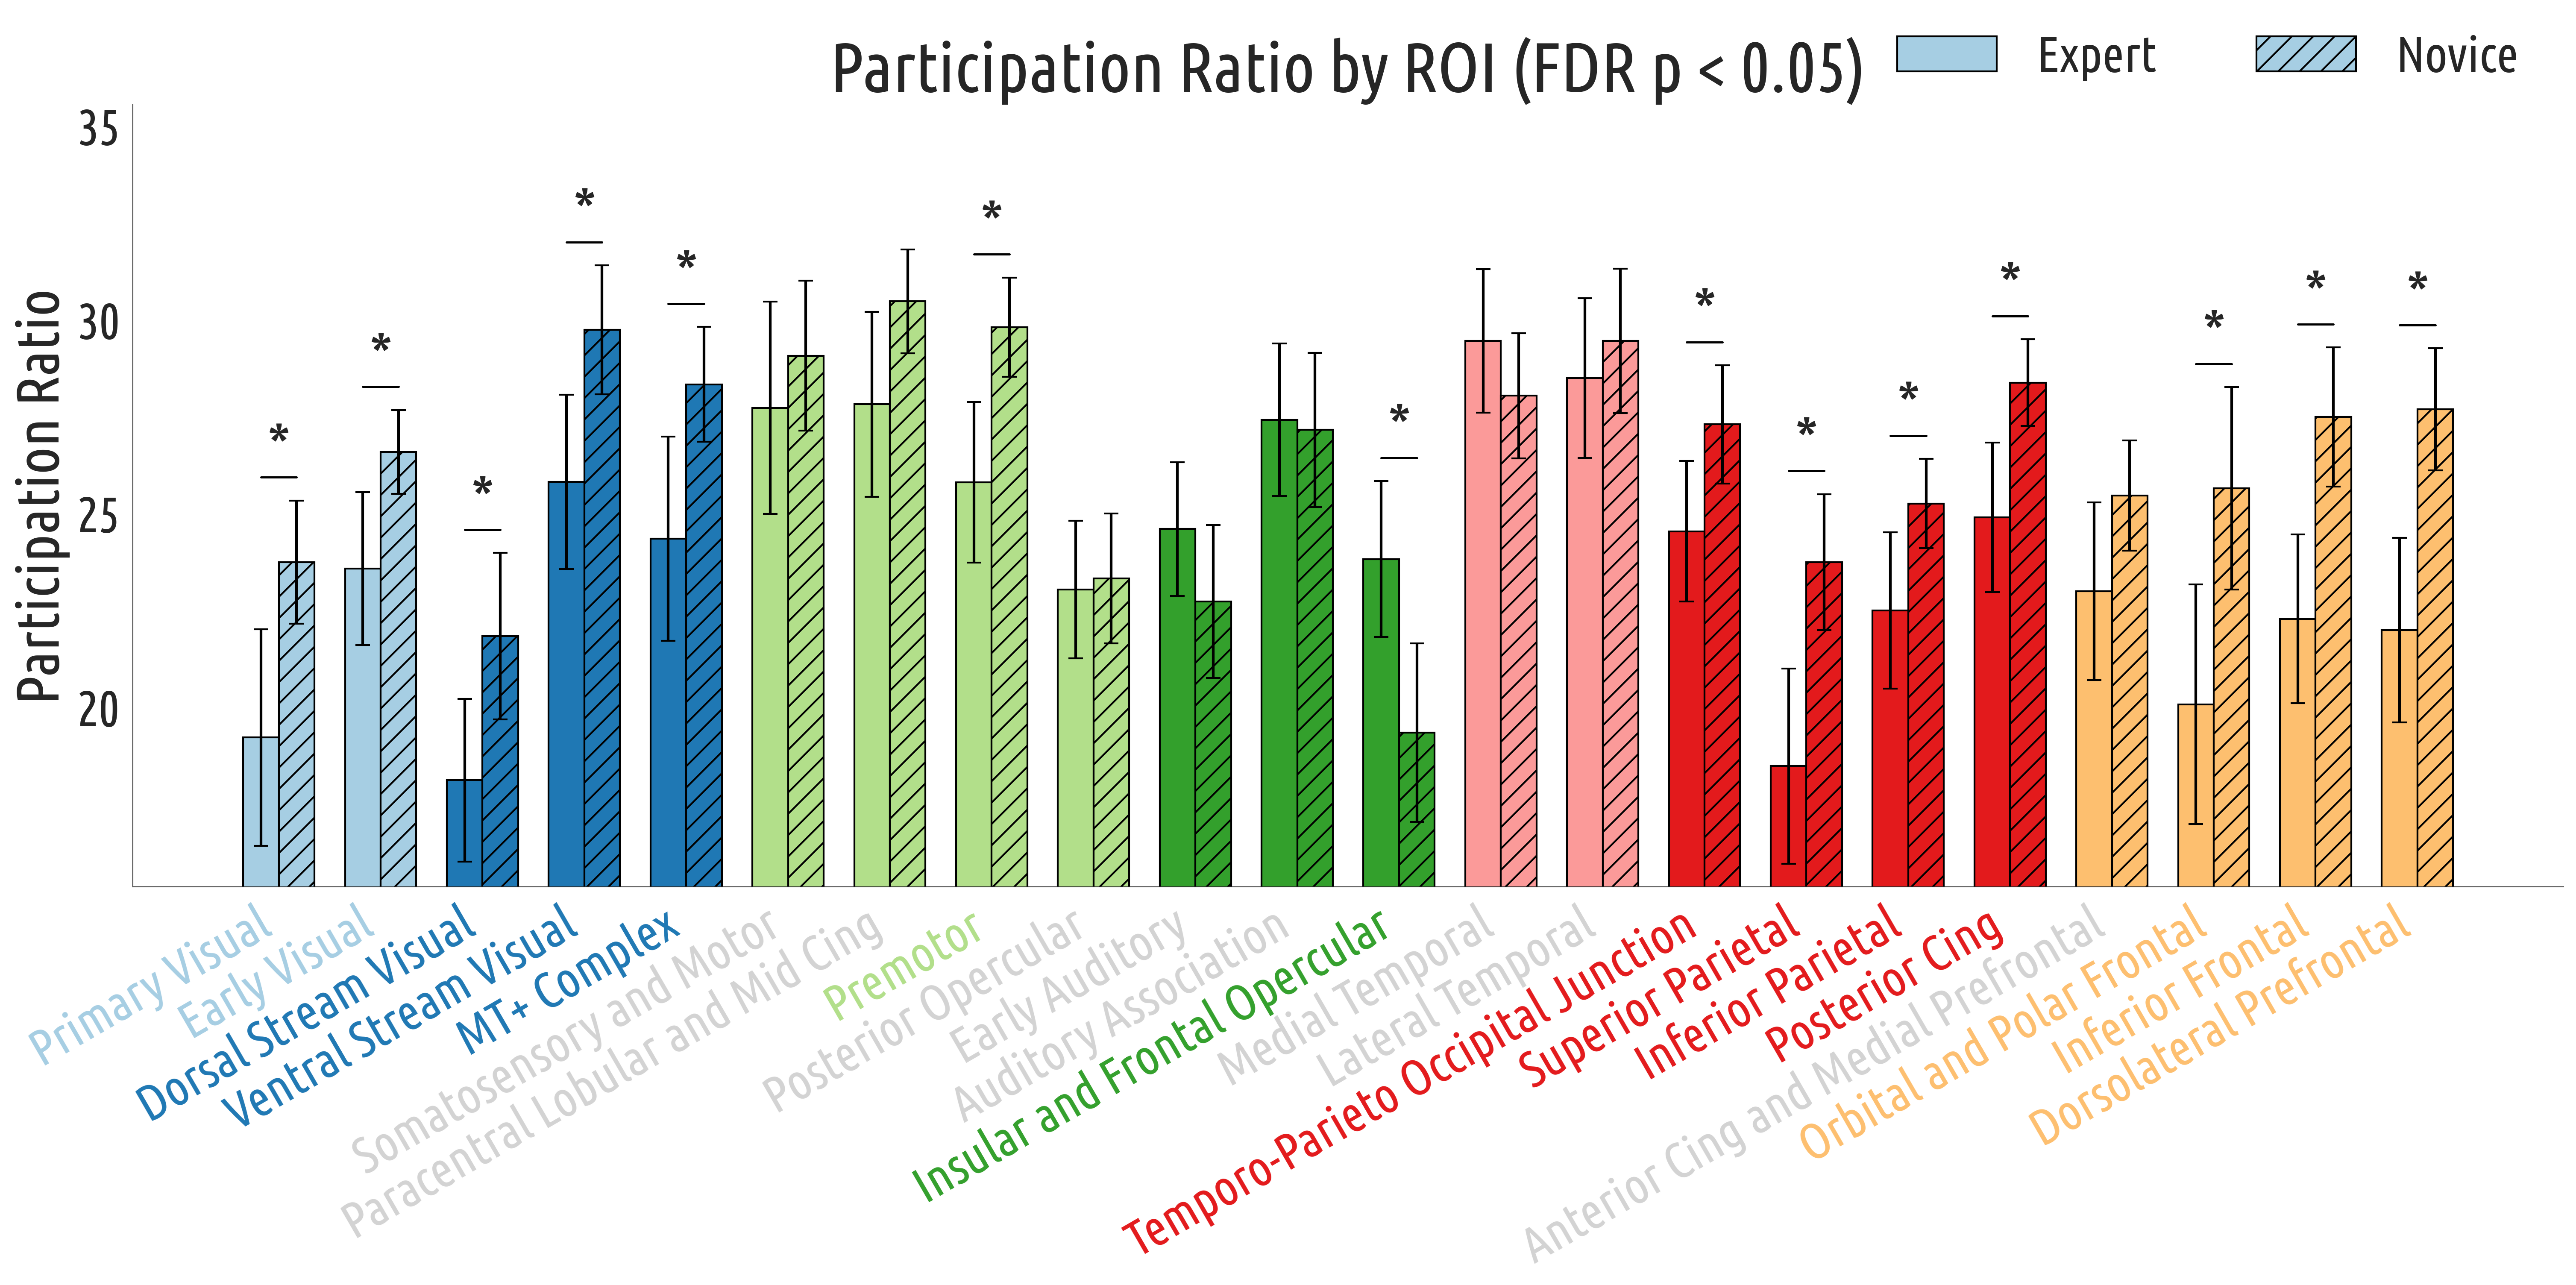 Participation Ratio by ROI (FDR p < 0.05)
Expert
Novice
Participation Ratio
35
30
25
20
*
*
*
*
*
*
*
*
*
*
*
*
*
*
Primary Visual
Early Visual
Dorsal Stream Visual
Ventral Stream Visual
MT+ Complex
Somatosensory and Motor
Paracentral Lobular and Mid Cing
Premotor
Posterior Opercular
Early Auditory
Auditory Association
Insular and Frontal Opercular
Medial Temporal
Lateral Temporal
Temporo-Parieto Occipital Junction
Superior Parietal
Inferior Parietal
Posterior Cing
Anterior Cing and Medial Prefrontal
Orbital and Polar Frontal
Inferior Frontal
Dorsolateral Prefrontal